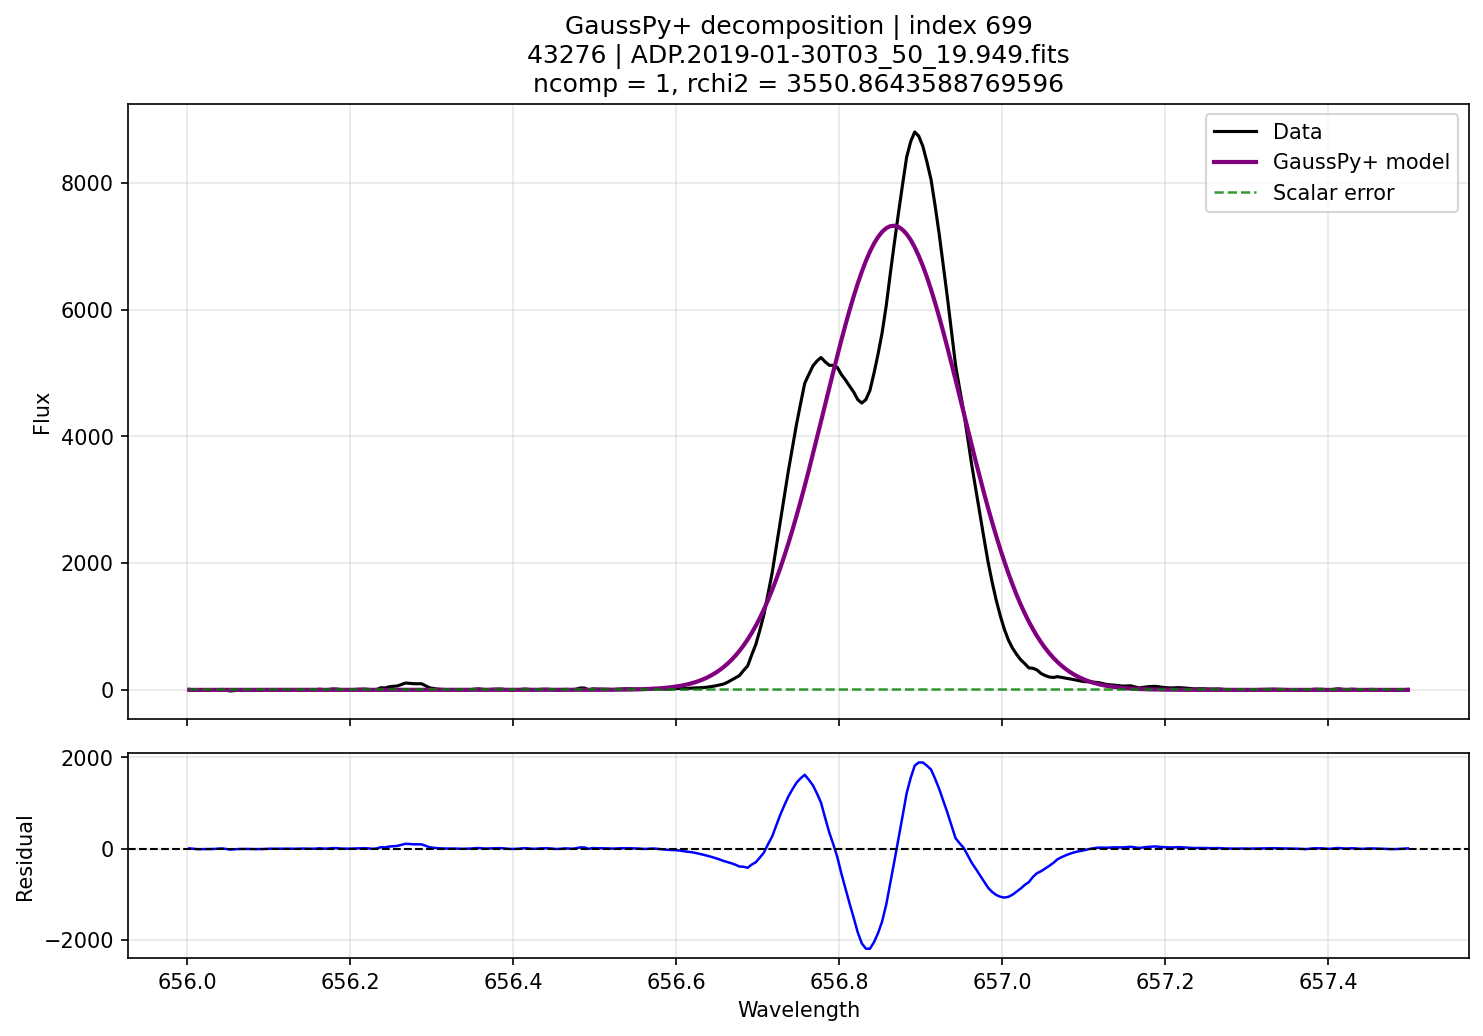 GaussPy+ decomposition | index 699
43276 | ADP.2019-01-30T03_50_19.949.fits
ncomp = 1, rchi2 = 3550.8643588769596
Data
GaussPy+ model
Scalar error
Flux
8000
6000
4000
2000
0
Residual
2000
0
−2000
656.0 656.2 656.4 656.6 656.8 657.0 657.2 657.4
Wavelength